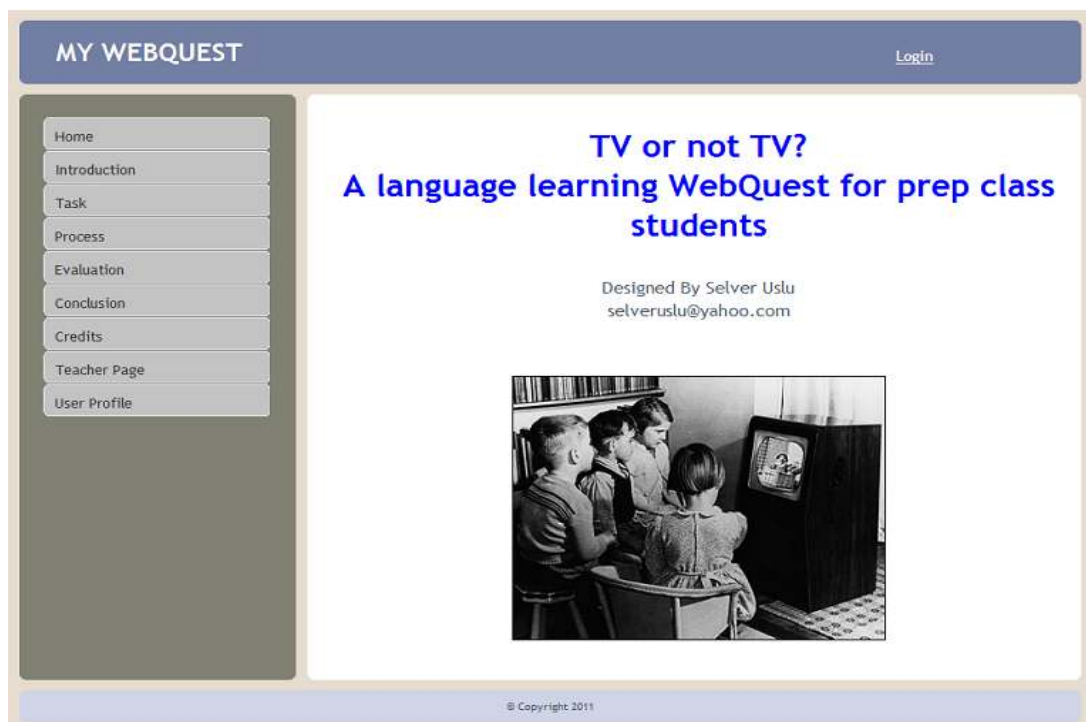 MY WEBQUEST
Login
Home
Introduction
Task
Process
Evaluation
Conclusion
Credits
Teacher Page
User Profile
TV or not TV?
A language learning WebQuest for prep class
students
Designed By Selver Uslu
selveruslu@yahoo.com
© Copyright 2011